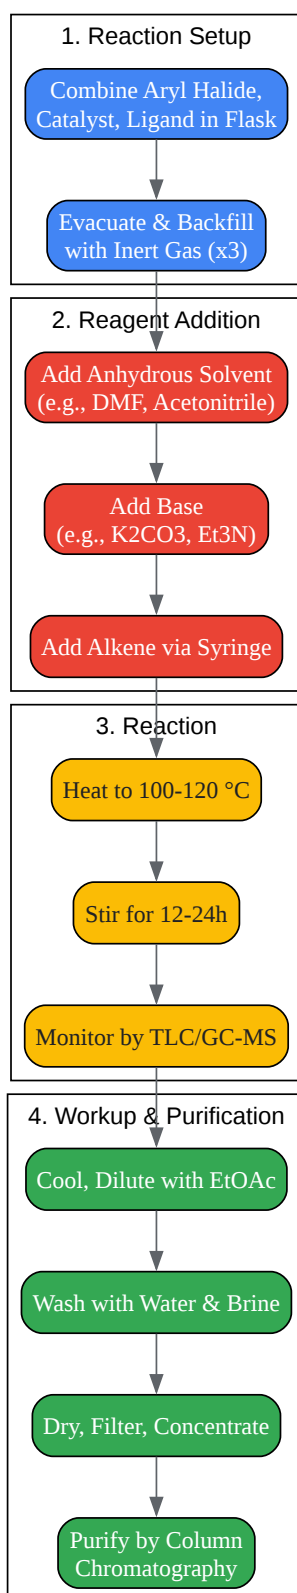 1. Reaction Setup
Combine Aryl Halide,
Catalyst, Ligand in Flask
Evacuate & Backfill
with Inert Gas (x3)
2. Reagent Addition
Add Anhydrous Solvent
(e.g., DMF, Acetonitrile)
Add Base
(e.g., K2CO3, Et3N)
Add Alkene via Syringe
3. Reaction
Heat to 100-120 °C
Stir for 12-24h
Monitor by TLC/GC-MS
4. Workup & Purification
Cool, Dilute with EtOAc
Wash with Water & Brine
Dry, Filter, Concentrate
Purify by Column
Chromatography